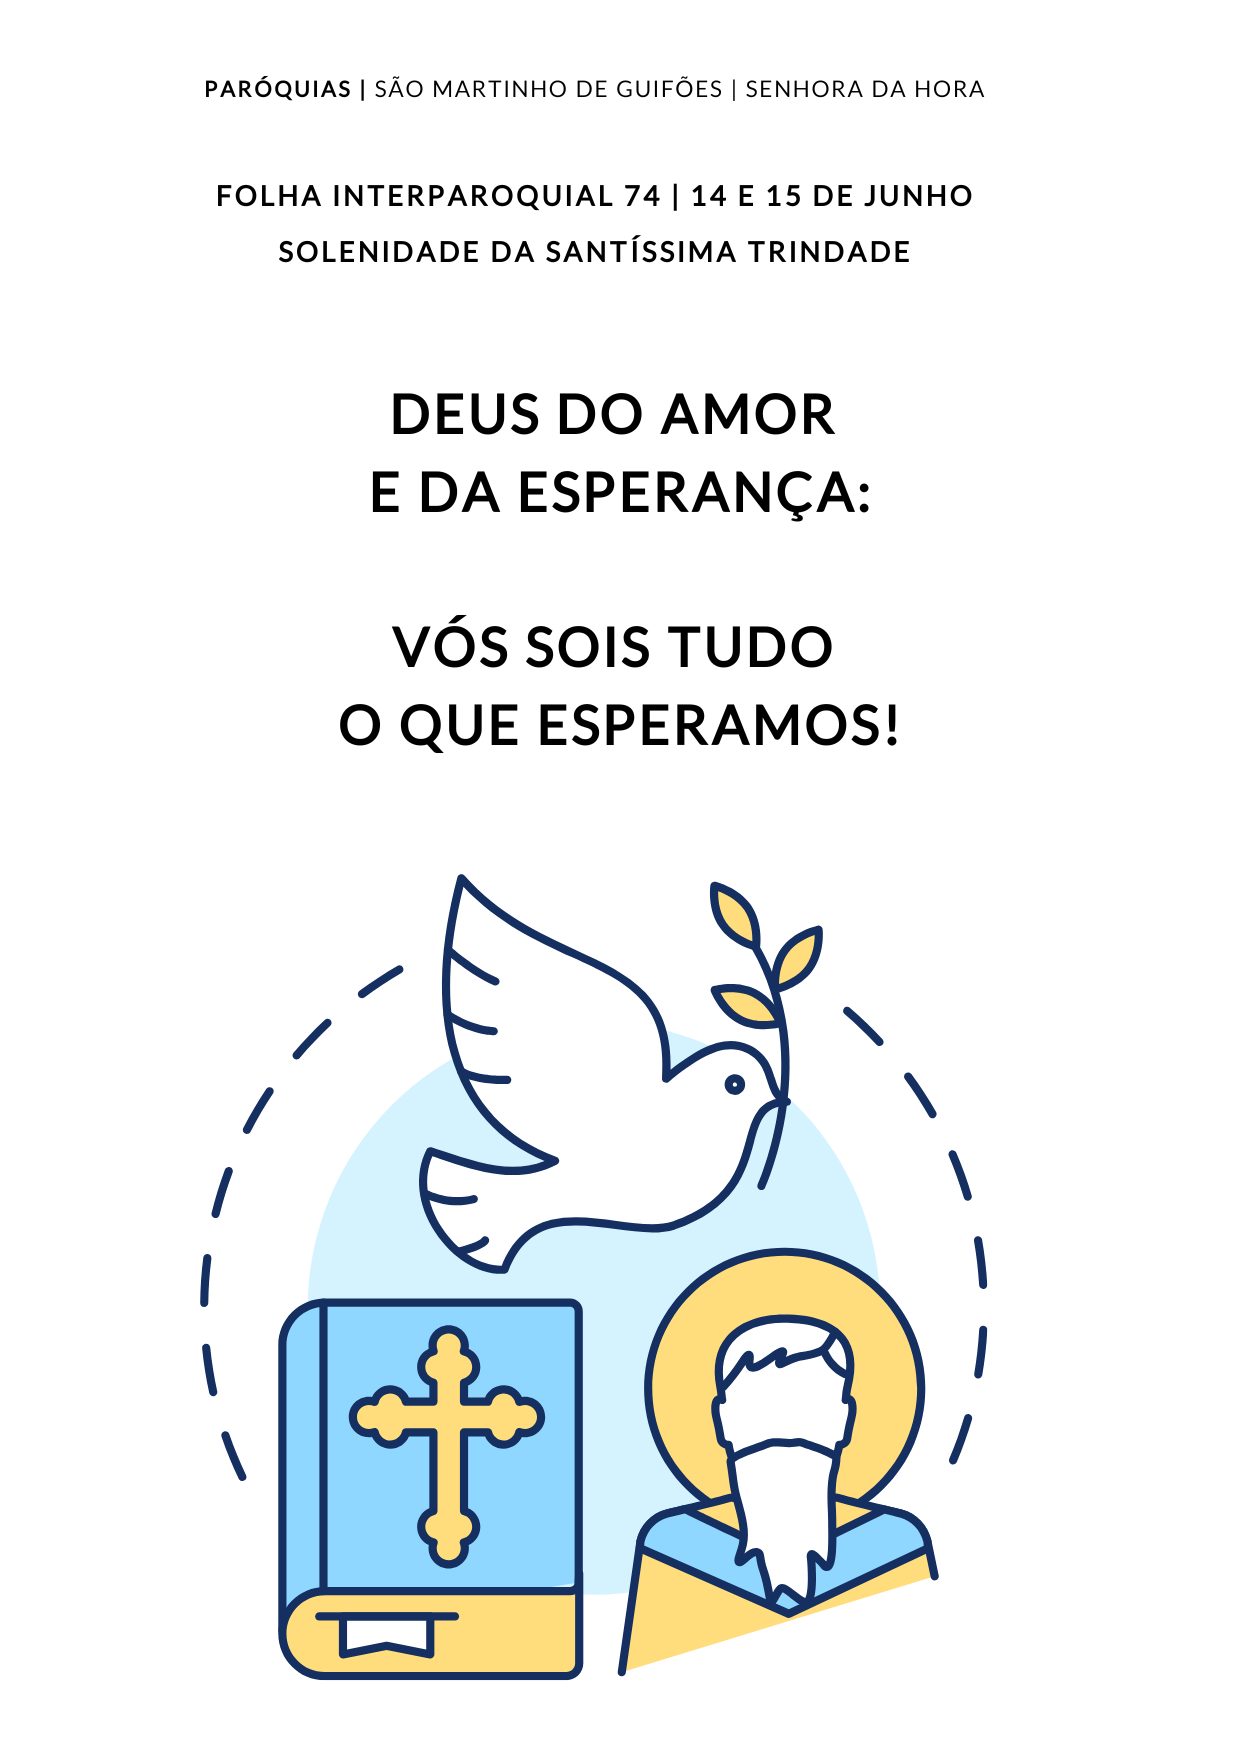 PARÓQUIAS | SÃO MARTINHO DE GUIFÕES | SENHORA DA HORA
FOLHA INTERPAROQUIAL 74 | 14 E 15 DE JUNHO
SOLENIDADE DA SANTÍSSIMA TRINDADE
DEUS DO AMOR
E DA ESPERANÇA:
VÓS SOIS TUDO
O QUE ESPERAMOS!